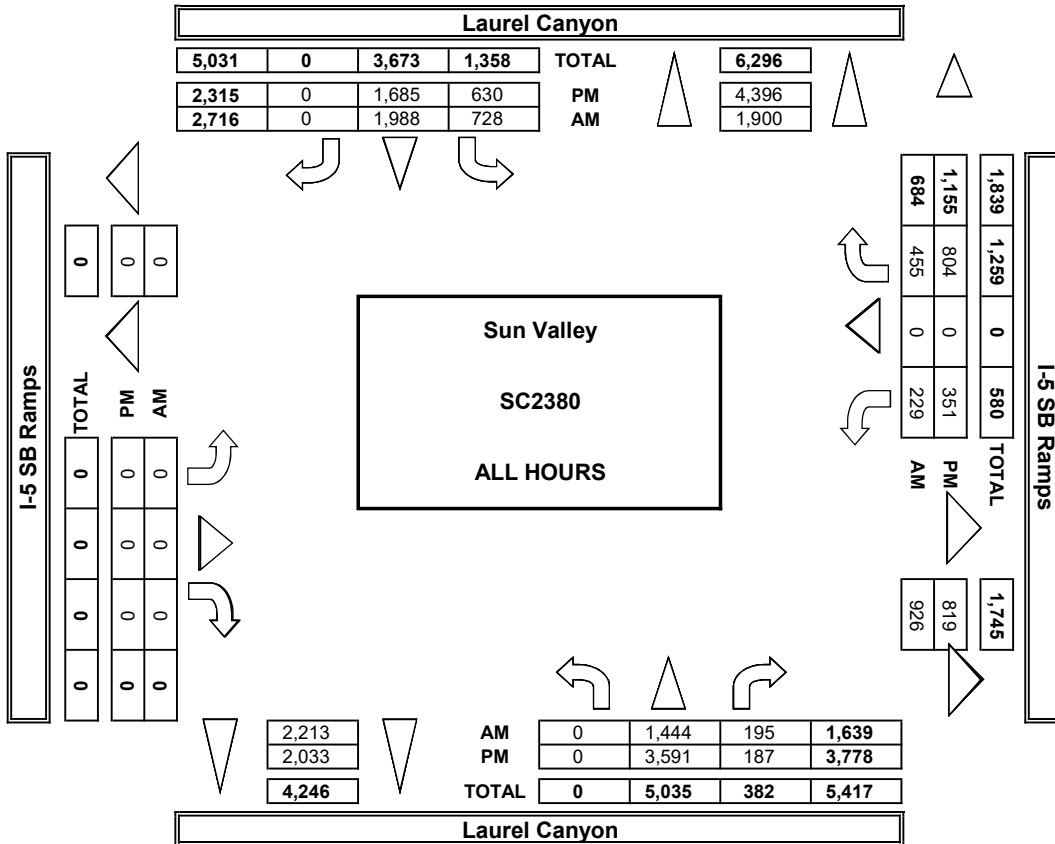 Laurel Canyon
5,031 0 3,673 1,358 TOTAL 6,296
2,315 0 1,685 630 PM 4,396
2,716 0 1,988 728 AM 1,900
I-5 SB Ramps
0 0 0
TOTAL PM AM
0 0 0
0 0 0
0 0 0
0 0 0
Sun Valley
SC2380
ALL HOURS
1,839 1,259 0 580 TOTAL
1,155 804 0 351 PM
684 455 0 229 AM
1,745
819
926
I-5 SB Ramps
2,213 AM 0 1,444 195 1,639
2,033 PM 0 3,591 187 3,778
4,246 TOTAL 0 5,035 382 5,417
Laurel Canyon